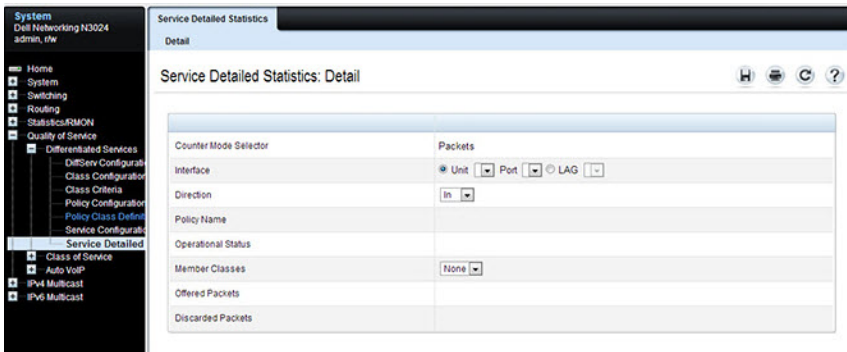 System
Dell Networking N3024
admin, r/w
Home
System
Switching
Routing
Statistics/RMON
Quality of Service
Differentiated Services
DiffServ Configurati
Class Configuration
Class Criteria
Policy Configuration
Policy Class Definit
Service Configuratio
Service Detailed
Class of Service
Auto VoIP
IPv4 Multicast
IPv6 Multicast
Service Detailed Statistics
Detail
Service Detailed Statistics: Detail
Counter Mode Selector Packets
Interface Unit Port LAG
Direction In
Policy Name
Operational Status
Member Classes None
Offered Packets
Discarded Packets